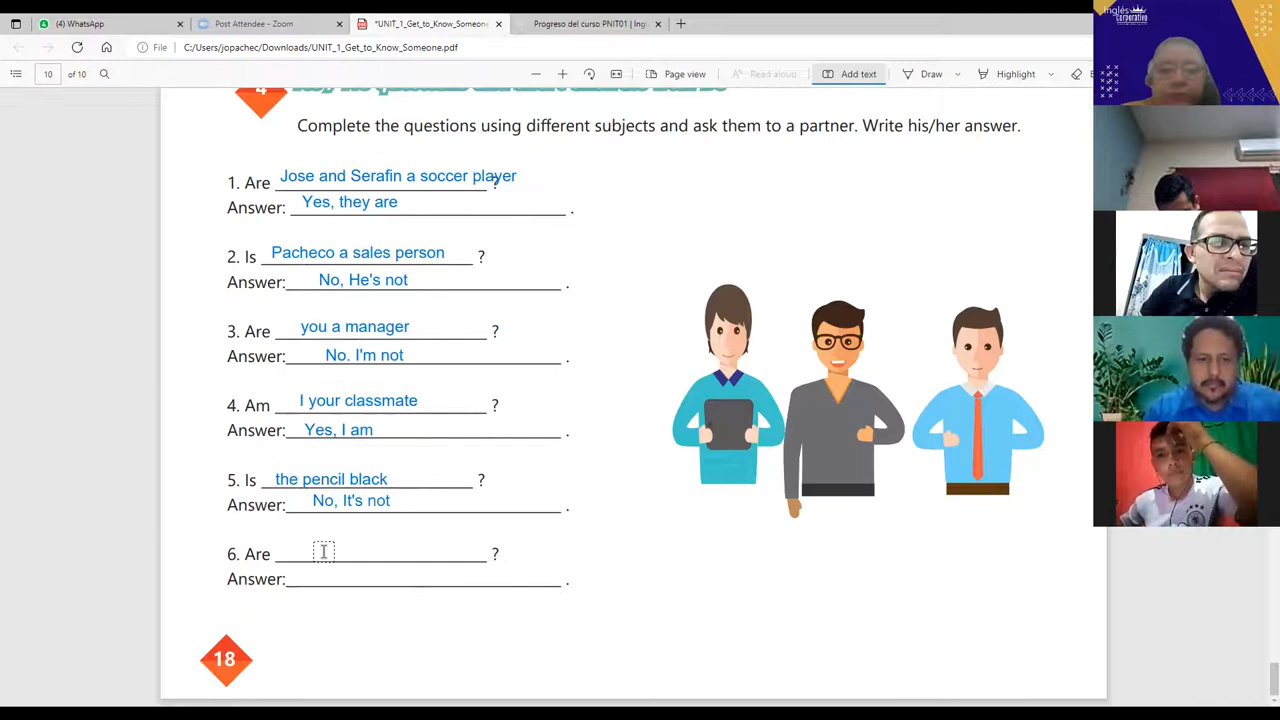 (4) WhatsApp
Post Attendee - Zoom
*UNIT_1_Get_to_Know_Someone
Progreso del curso PNIT01 | Ingl
File
C:/Users/jopachec/Downloads/UNIT_1_Get_to_Know_Someone.pdf
10 of 10
Page view
Read aloud
Add text
Draw
Highlight
Inglés
Corporativo
4
Complete the questions using different subjects and ask them to a partner. Write his/her answer.
1. Are Jose and Serafin a soccer player ?
Answer: Yes, they are .
2. Is Pacheco a sales person ?
Answer: No, He's not .
3. Are you a manager ?
Answer: No. I'm not .
4. Am I your classmate ?
Answer: Yes, I am .
5. Is the pencil black ?
Answer: No, It's not .
6. Are ?
Answer: .
18